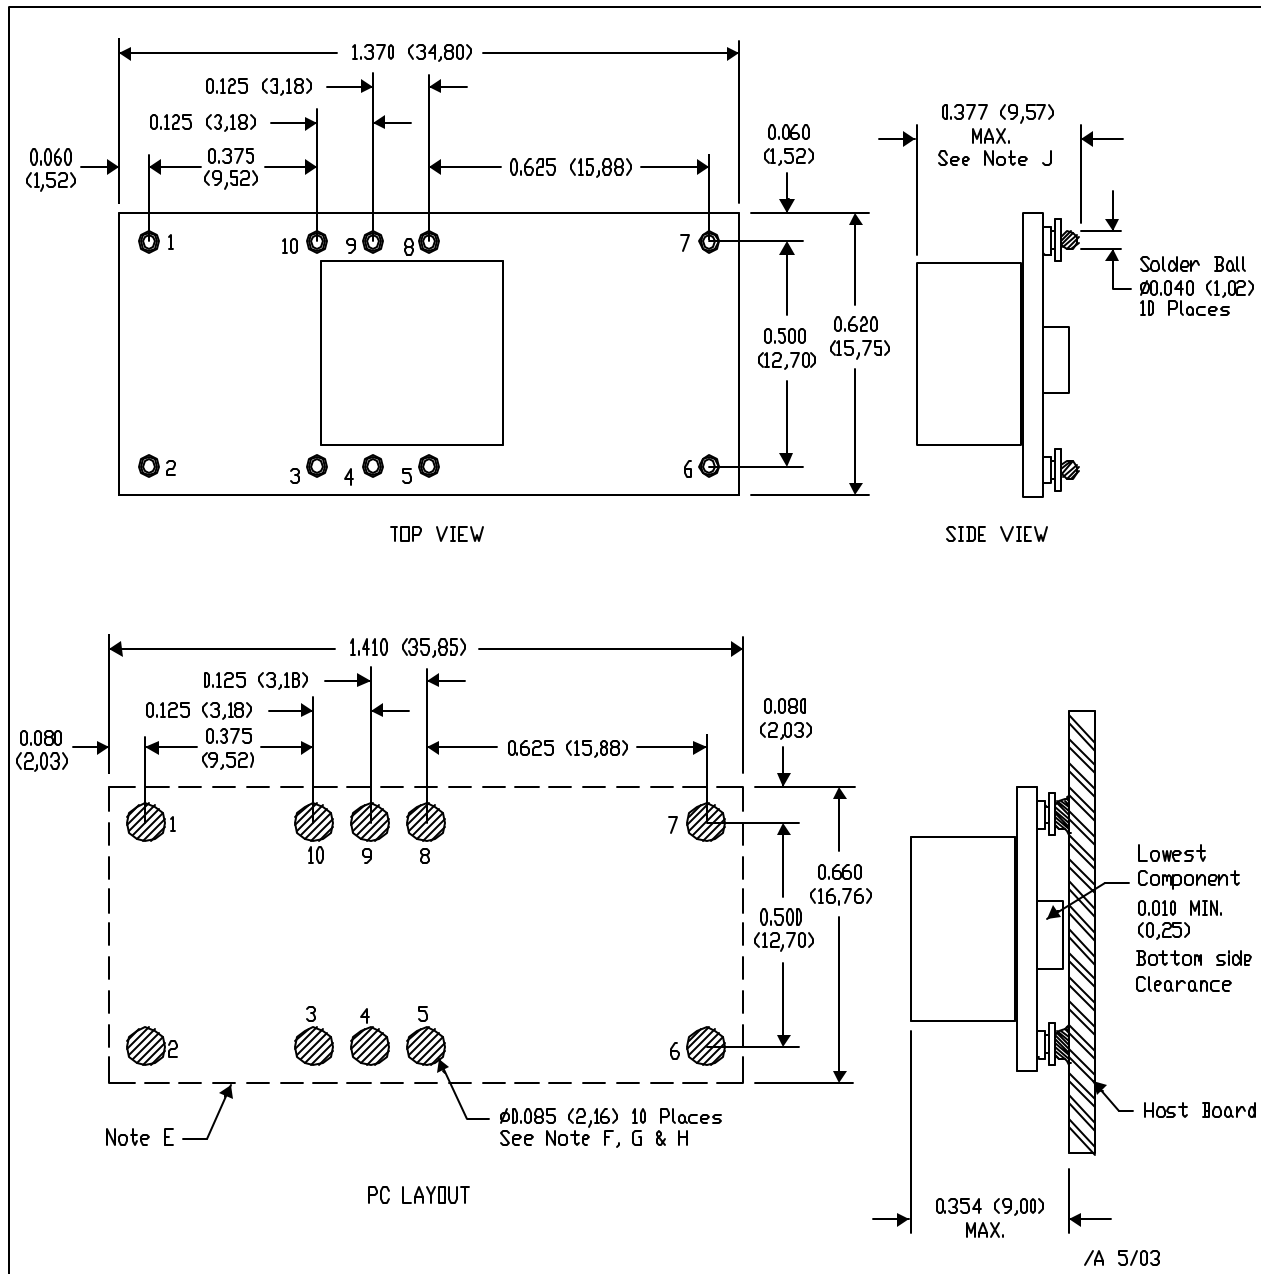 1.370 (34,80)
0.125 (3,18)
0.125 (3,18)
0.060
(1,52)
0.375
(9,52)
0.625 (15,88)
0.060
(1,52)
0.377 (9,57)
MAX.
See Note J
1
10
9
8
7
Solder Ball
Ø0.040 (1,02)
10 Places
0.500
(12,70)
0.620
(15,75)
2
3
4
5
6
TOP VIEW
SIDE VIEW
1.410 (35,85)
0.125 (3,18)
0.125 (3,18)
0.080
(2,03)
0.375
(9,52)
0.625 (15,88)
0.080
(2,03)
1
10
9
8
7
0.660
(16,76)
0.500
(12,70)
Lowest
Component
0.010 MIN.
(0,25)
Bottom side
Clearance
2
3
4
5
6
Ø0.085 (2,16) 10 Places
See Note F, G & H
Note E
Host Board
PC LAYOUT
0.354 (9,00)
MAX.
/A 5/03